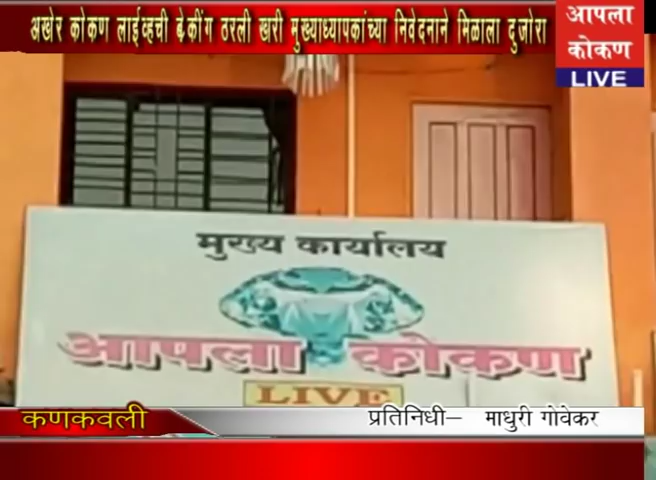 अखेर कोकण लाईव्हची ब्रेकींग ठरली खरी मुख्याध्यापकांच्या निवेदनाने मिळाला दुजोरा
आपला
कोकण
LIVE
मुख्य कार्यालय
आपला कोकण
LIVE
कणकवली
प्रतिनिधी– माधुरी गोवेकर